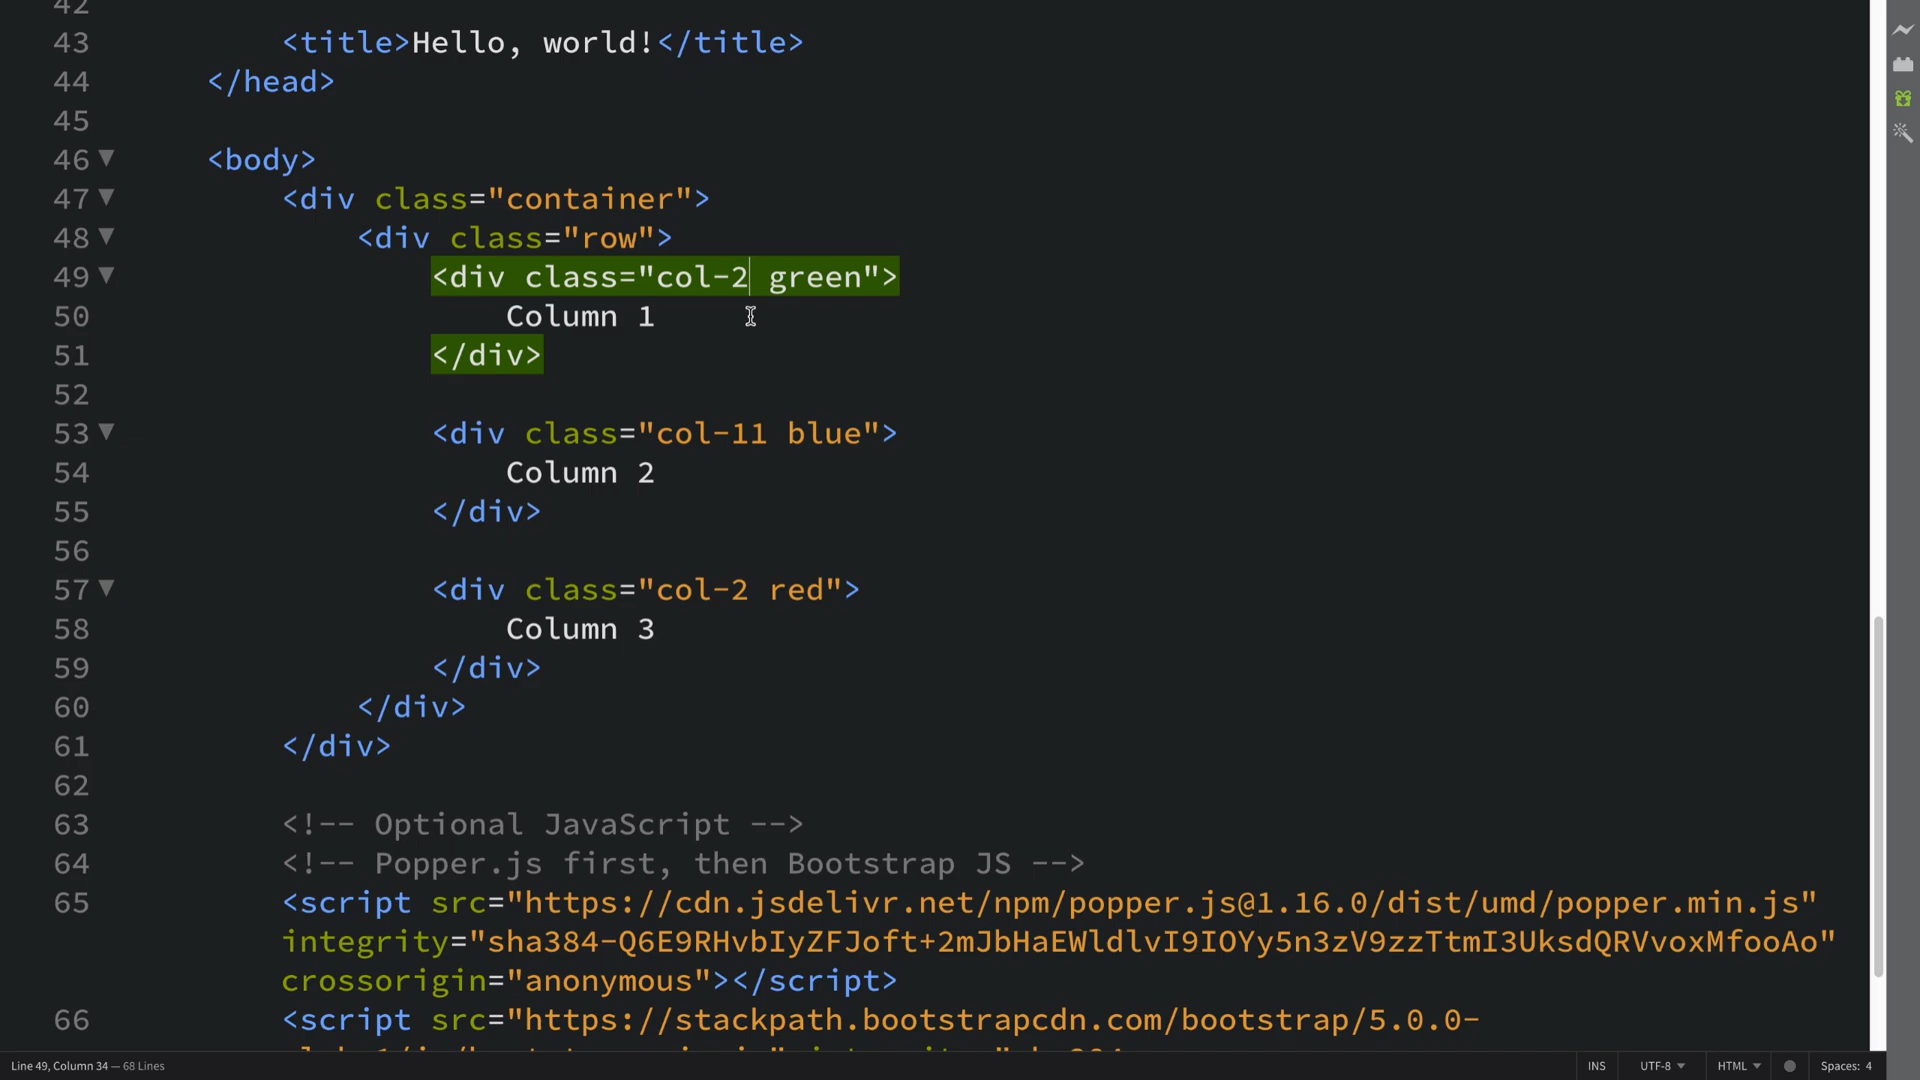 42
43 <title>Hello, world!</title>
44 </head>
45
46 <body>
47 <div class="container">
48 <div class="row">
49 <div class="col-2 green">
50 Column 1
51 </div>
52
53 <div class="col-11 blue">
54 Column 2
55 </div>
56
57 <div class="col-2 red">
58 Column 3
59 </div>
60 </div>
61 </div>
62
63 <!-- Optional JavaScript -->
64 <!-- Popper.js first, then Bootstrap JS -->
65 <script src="https://cdn.jsdelivr.net/npm/popper.js@1.16.0/dist/umd/popper.min.js"
integrity="sha384-Q6E9RHvbIyZFJoft+2mJbHaEWldlvI9IOYy5n3zV9zzTtmI3UksdQRVvoxMfooAo"
crossorigin="anonymous"></script>
66 <script src="https://stackpath.bootstrapcdn.com/bootstrap/5.0.0-
Line 49, Column 34 — 68 Lines
INS UTF-8 HTML Spaces: 4